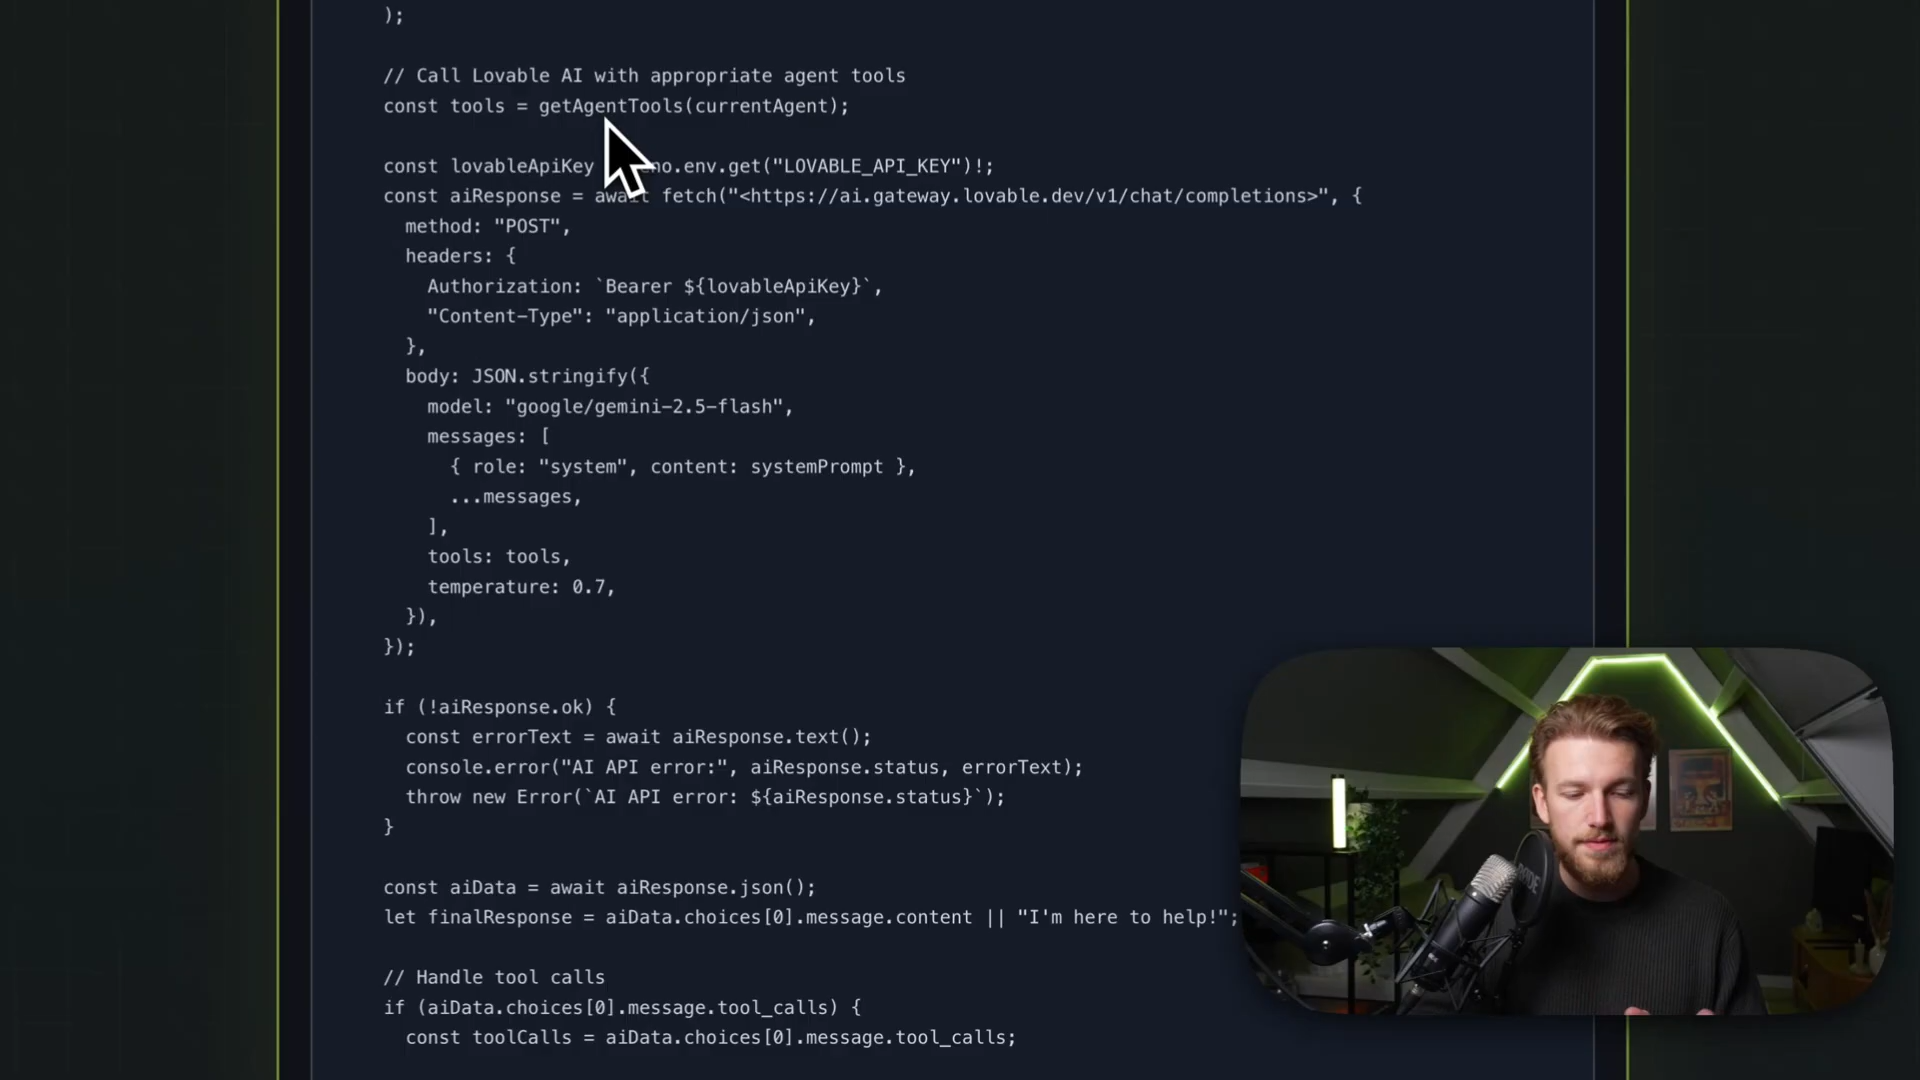 );
// Call Lovable AI with appropriate agent tools
const tools = getAgentTools(currentAgent);
const lovableApiKey no.env.get("LOVABLE_API_KEY")!;
const aiResponse = await fetch("<https://ai.gateway.lovable.dev/v1/chat/completions>", {
method: "POST",
headers: {
Authorization: `Bearer ${lovableApiKey}`,
"Content-Type": "application/json",
},
body: JSON.stringify({
model: "google/gemini-2.5-flash",
messages: [
{ role: "system", content: systemPrompt },
...messages,
],
tools: tools,
temperature: 0.7,
}),
});
if (!aiResponse.ok) {
const errorText = await aiResponse.text();
console.error("AI API error:", aiResponse.status, errorText);
throw new Error(`AI API error: ${aiResponse.status}`);
}
const aiData = await aiResponse.json();
let finalResponse = aiData.choices[0].message.content || "I'm here to help!";
// Handle tool calls
if (aiData.choices[0].message.tool_calls) {
const toolCalls = aiData.choices[0].message.tool_calls;